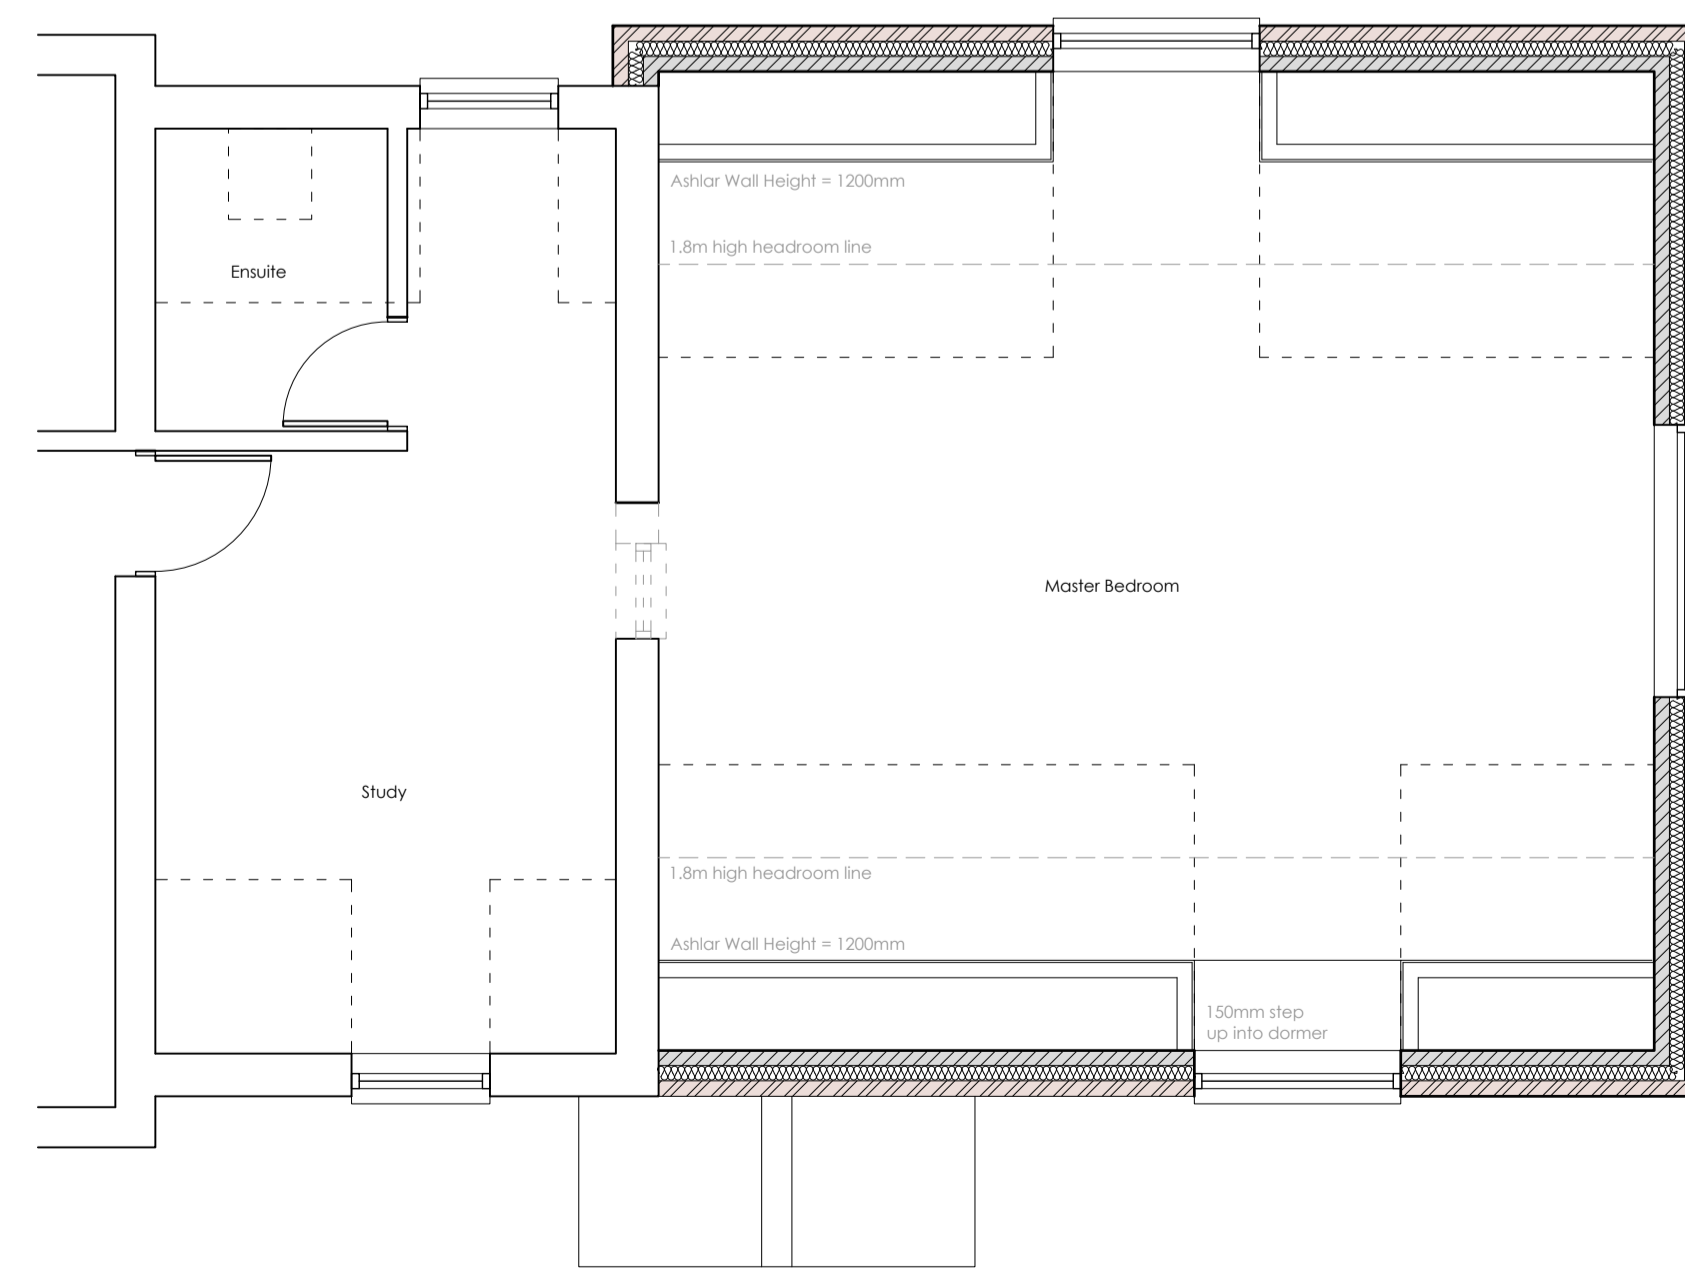 Ashlar Wall Height = 1200mm
1.8m high headroom line
Ensuite
Master Bedroom
Study
1.8m high headroom line
Ashlar Wall Height = 1200mm
150mm step
up into dormer